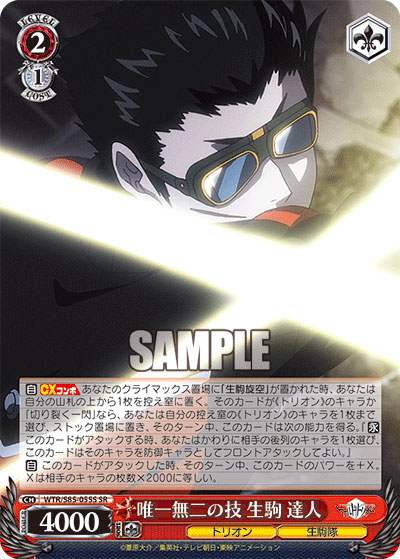 LEVEL
2
1
COST
SAMPLE
自 CXコンボ あなたのクライマックス置場に「生駒旋空」が置かれた時、あなたは
自分の山札の上から1枚を控え室に置く。そのカードが《トリオン》のキャラか
「切り裂く一閃」なら、あなたは自分の控え室の《トリオン》のキャラを1枚まで
選び、ストック置場に置き、そのターン中、このカードは次の能力を得る。『永
このカードがアタックする時、あなたはかわりに相手の後列のキャラを1枚選び、
このカードはそのキャラを防御キャラとしてフロントアタックしてよい。』
自 このカードがアタックした時、そのターン中、このカードのパワーを+X。
Xは相手のキャラの枚数×2000に等しい。
CH WTR/S85-055S SR
唯一無二の技 生駒 達人
4000
トリオン
生駒隊
©葦原大介/集英社・テレビ朝日・東映アニメーション